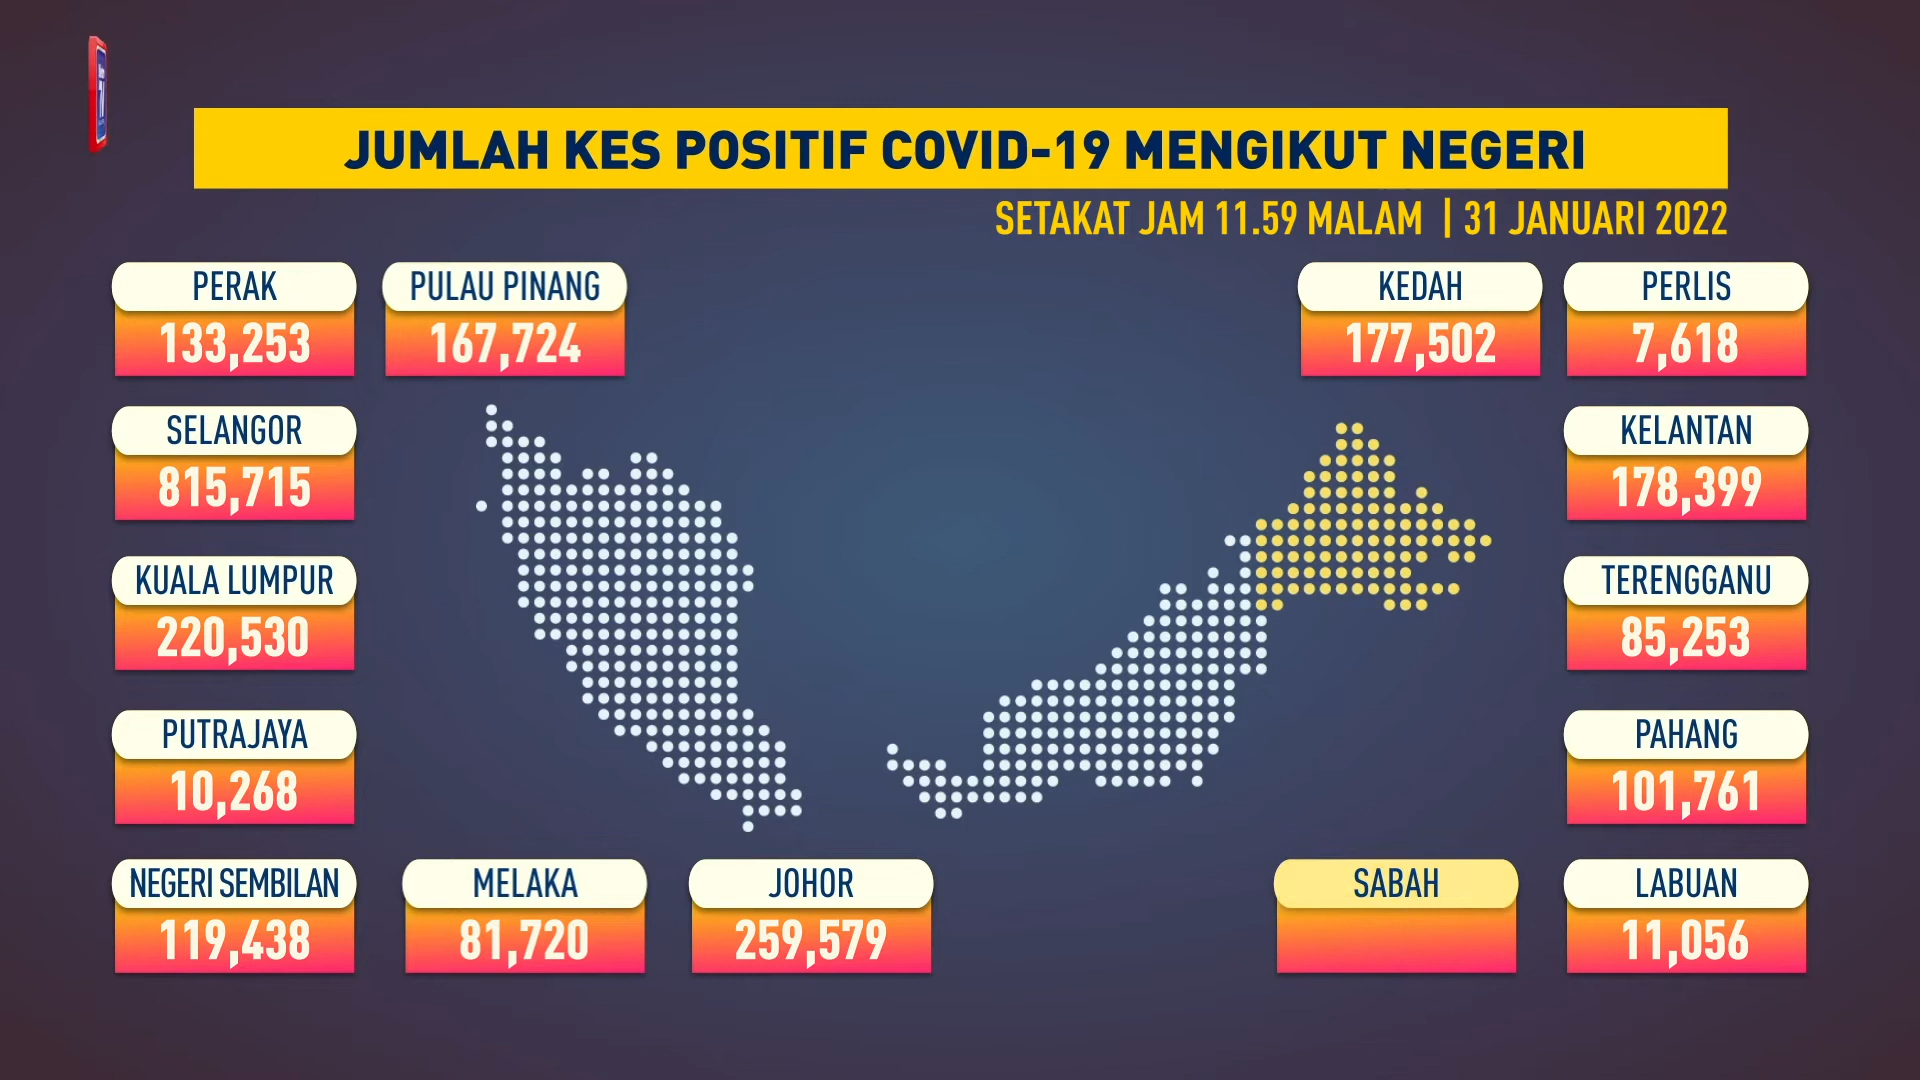 JUMLAH KES POSITIF COVID-19 MENGIKUT NEGERI
SETAKAT JAM 11.59 MALAM | 31 JANUARI 2022
PERAK
133,253
PULAU PINANG
167,724
KEDAH
177,502
PERLIS
7,618
SELANGOR
815,715
KELANTAN
178,399
KUALA LUMPUR
220,530
TERENGGANU
85,253
PUTRAJAYA
10,268
PAHANG
101,761
NEGERI SEMBILAN
119,438
MELAKA
81,720
JOHOR
259,579
SABAH
LABUAN
11,056